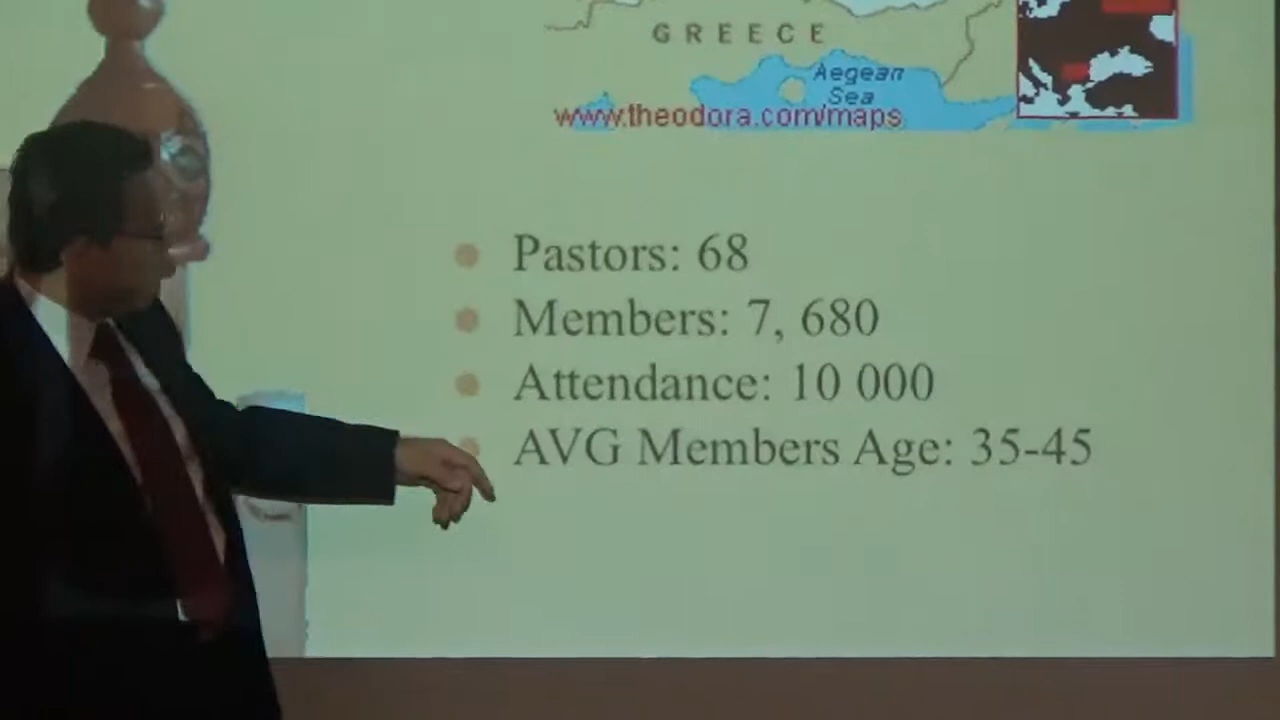 GREECE
Aegean
Sea
www.theodora.com/maps
Pastors: 68
Members: 7, 680
Attendance: 10 000
AVG Members Age: 35-45